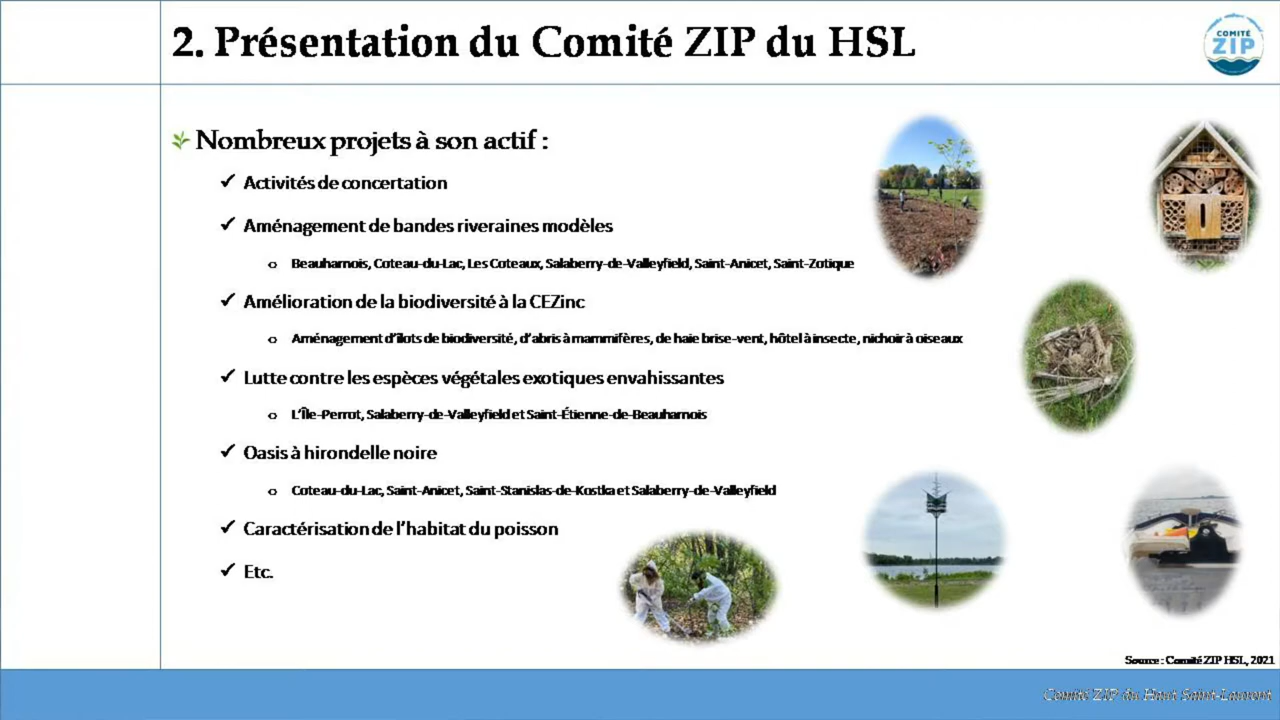 2. Présentation du Comité ZIP du HSL
COMITÉ
ZIP
Nombreux projets à son actif :
✓ Activités de concertation
✓ Aménagement de bandes riveraines modèles
o Beauharnois, Coteau-du-Lac, Les Coteaux, Salaberry-de-Valleyfield, Saint-Anicet, Saint-Zotique
✓ Amélioration de la biodiversité à la CEZinc
o Aménagement d'îlots de biodiversité, d'abris à mammifères, de haie brise-vent, hôtel à insecte, nichoir à oiseaux
✓ Lutte contre les espèces végétales exotiques envahissantes
o L'Île-Perrot, Salaberry-de-Valleyfield et Saint-Étienne-de-Beauharnois
✓ Oasis à hirondelle noire
o Coteau-du-Lac, Saint-Anicet, Saint-Stanislas-de-Kostka et Salaberry-de-Valleyfield
✓ Caractérisation de l'habitat du poisson
✓ Etc.
Source : Comité ZIP HSL, 2021
Comité ZIP du Haut Saint-Laurent